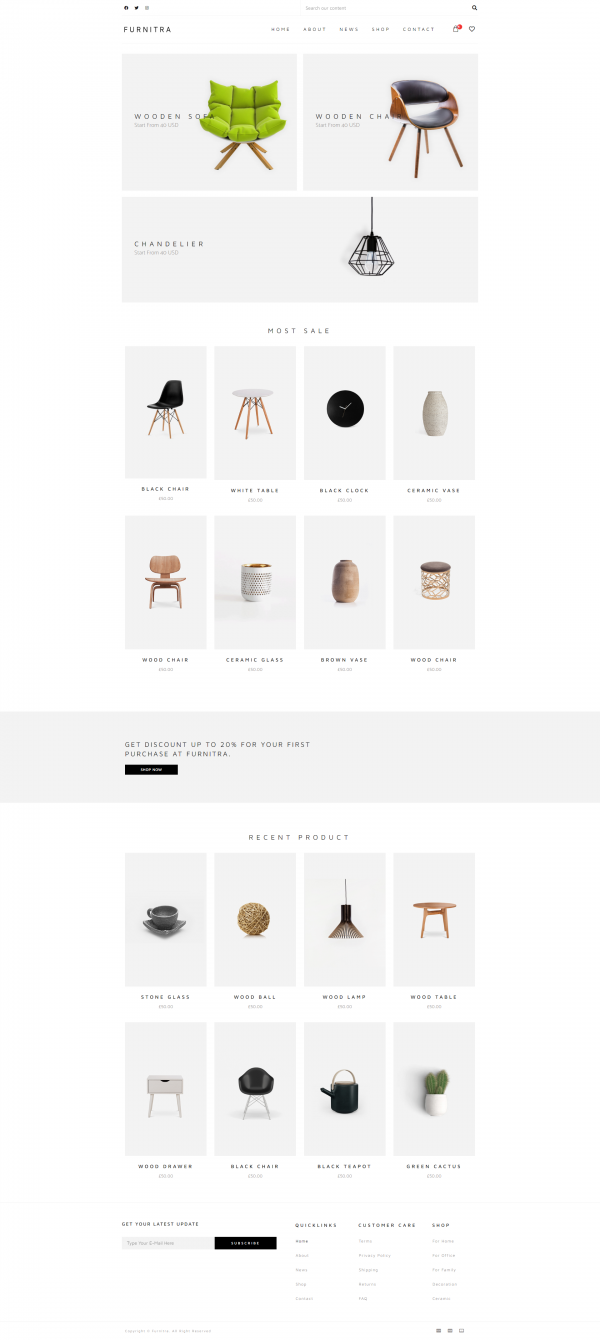 Search our content
FURNITRA
HOME ABOUT NEWS SHOP CONTACT
WOODEN SOFA
Start From 40 USD
WOODEN CHAIR
Start From 40 USD
CHANDELIER
Start From 40 USD
MOST SALE
BLACK CHAIR
£50.00
WHITE TABLE
£50.00
BLACK CLOCK
£50.00
CERAMIC VASE
£50.00
WOOD CHAIR
£50.00
CERAMIC GLASS
£50.00
BROWN VASE
£50.00
WOOD CHAIR
£50.00
GET DISCOUNT UP TO 20% FOR YOUR FIRST
PURCHASE AT FURNITRA.
SHOP NOW
RECENT PRODUCT
STONE GLASS
£50.00
WOOD BALL
£50.00
WOOD LAMP
£50.00
WOOD TABLE
£50.00
WOOD DRAWER
£50.00
BLACK CHAIR
£50.00
BLACK TEAPOT
£50.00
GREEN CACTUS
£50.00
GET YOUR LATEST UPDATE
Type Your E-Mail Here
SUBSCRIBE
QUICKLINKS
Home
About
News
Shop
Contact
CUSTOMER CARE
Terms
Privacy Policy
Shipping
Returns
FAQ
SHOP
For Home
For Office
For Family
Decoration
Ceramic
Copyright © Furnitra. All Right Reserved